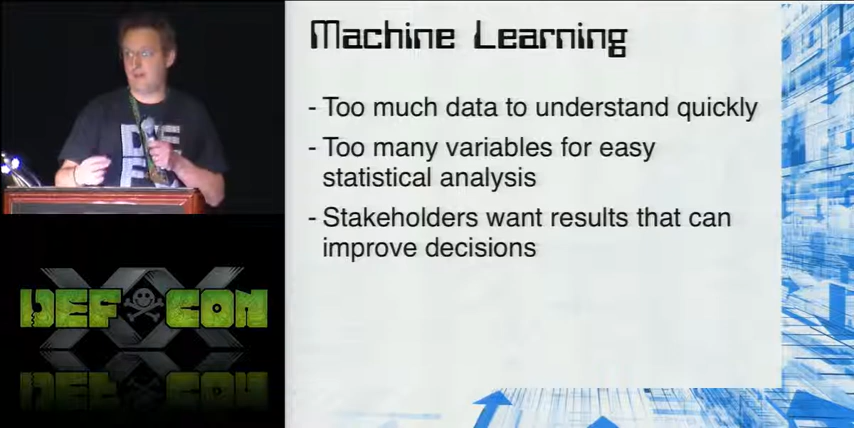 Machine Learning
- Too much data to understand quickly
- Too many variables for easy
statistical analysis
- Stakeholders want results that can
improve decisions
DEF CON
XX